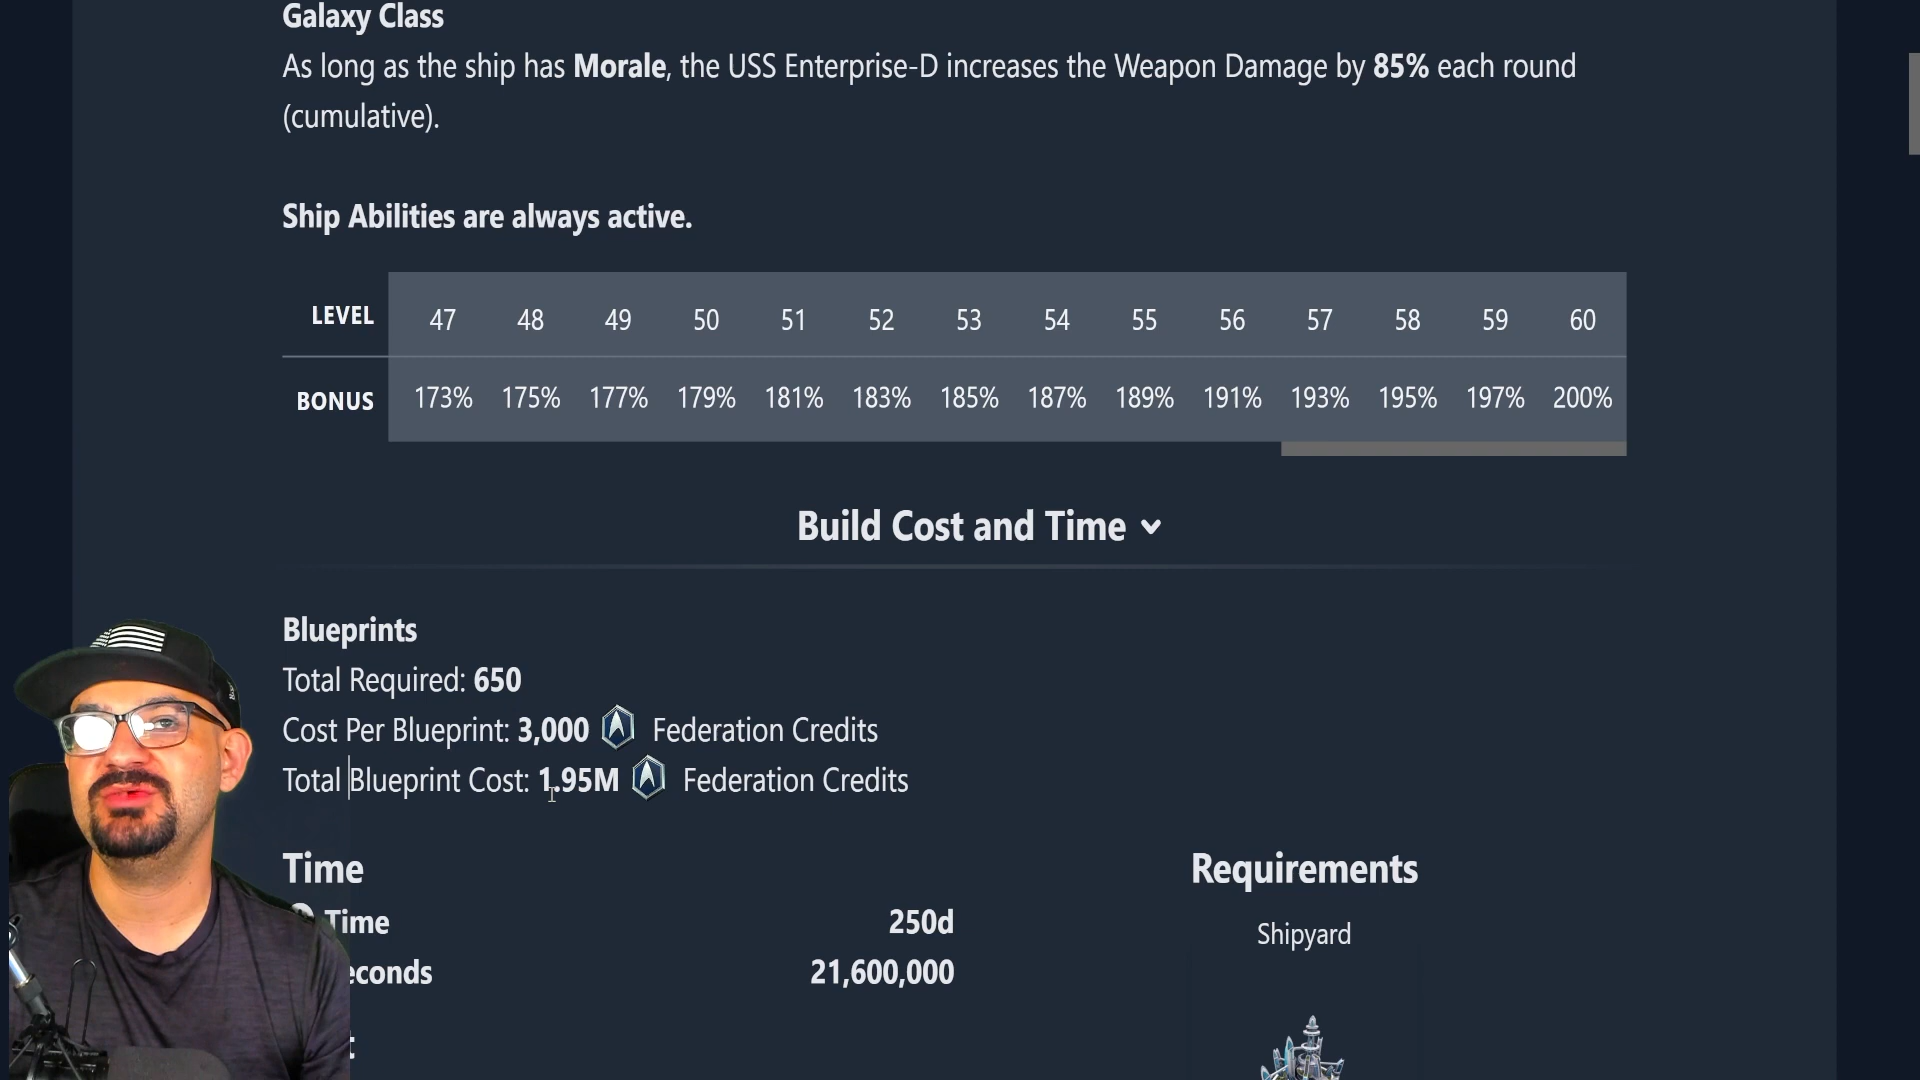 Galaxy Class
As long as the ship has Morale, the USS Enterprise-D increases the Weapon Damage by 85% each round
(cumulative).
Ship Abilities are always active.
LEVEL 47 48 49 50 51 52 53 54 55 56 57 58 59 60
BONUS 173% 175% 177% 179% 181% 183% 185% 187% 189% 191% 193% 195% 197% 200%
Build Cost and Time
Blueprints
Total Required: 650
Cost Per Blueprint: 3,000 Federation Credits
Total Blueprint Cost: 1.95M Federation Credits
Time
Time 250d
econds 21,600,000
Requirements
Shipyard